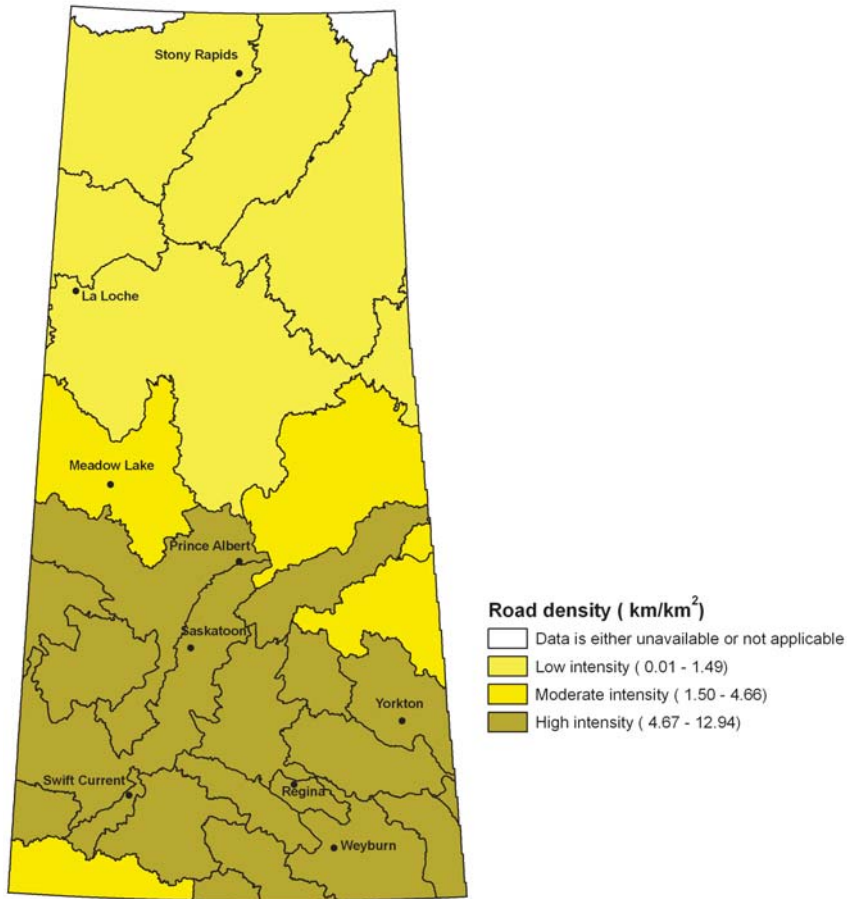 Stony Rapids
La Loche
Meadow Lake
Prince Albert
Saskatoon
Yorkton
Swift Current
Regina
Weyburn
Road density ( km/km²)
Data is either unavailable or not applicable
Low intensity ( 0.01 - 1.49)
Moderate intensity ( 1.50 - 4.66)
High intensity ( 4.67 - 12.94)